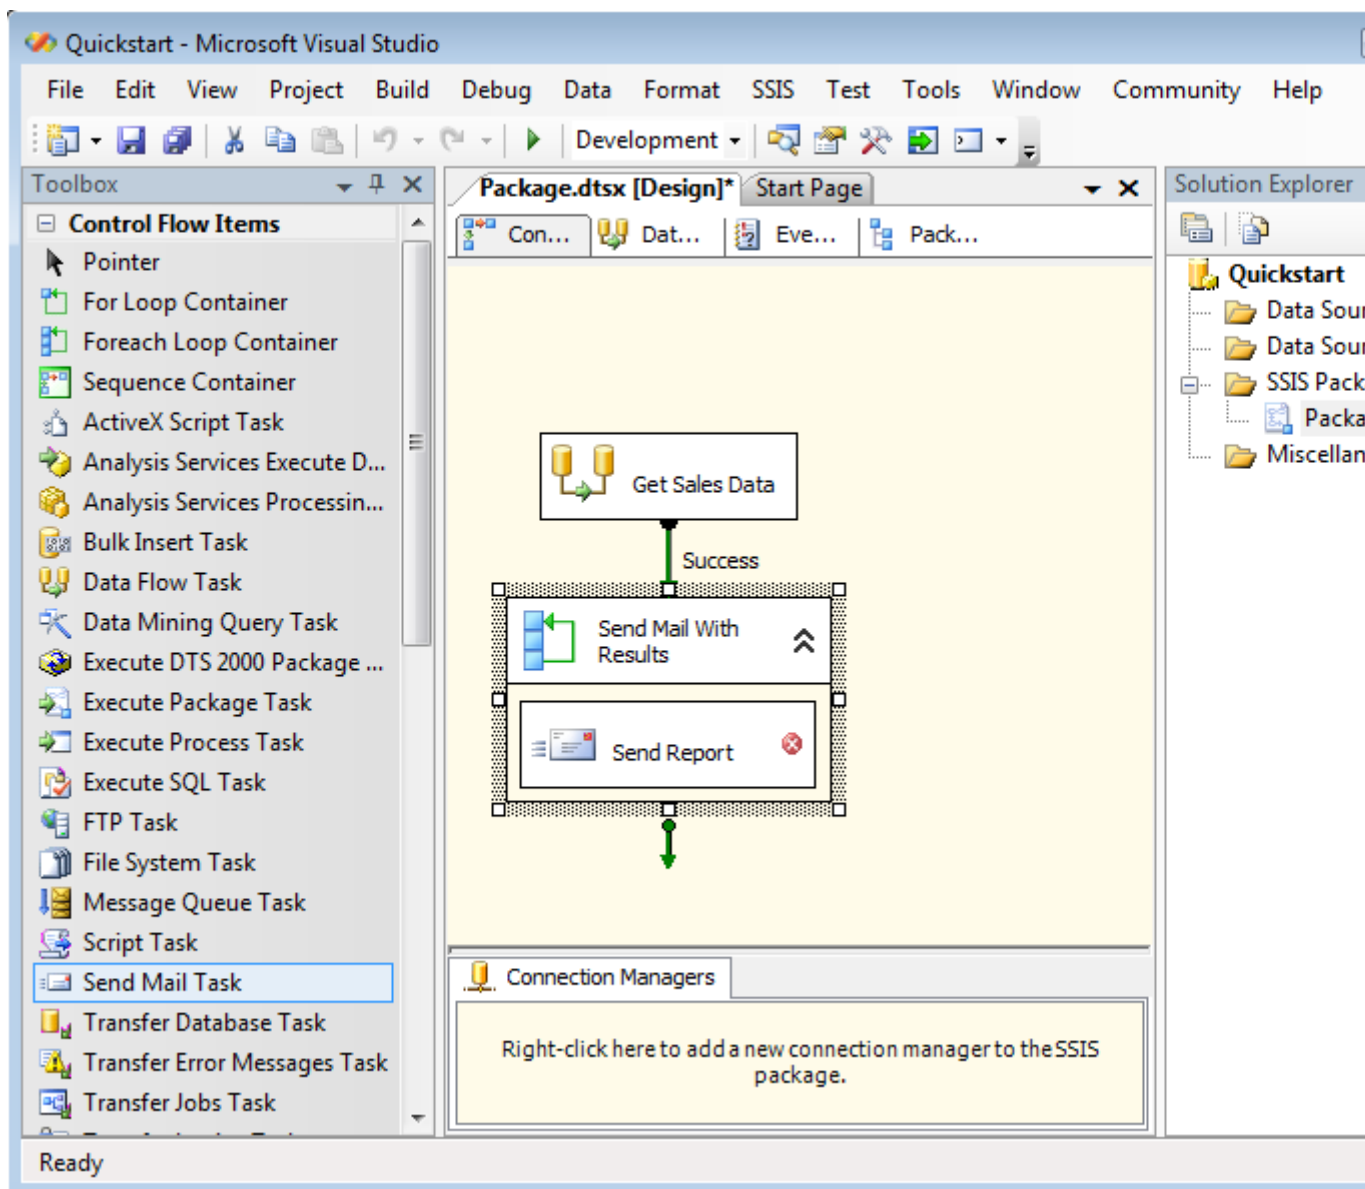 Quickstart - Microsoft Visual Studio
File Edit View Project Build Debug Data Format SSIS Test Tools Window Community Help
Development
Toolbox
Control Flow Items
Pointer
For Loop Container
Foreach Loop Container
Sequence Container
ActiveX Script Task
Analysis Services Execute D...
Analysis Services Processin...
Bulk Insert Task
Data Flow Task
Data Mining Query Task
Execute DTS 2000 Package ...
Execute Package Task
Execute Process Task
Execute SQL Task
FTP Task
File System Task
Message Queue Task
Script Task
Send Mail Task
Transfer Database Task
Transfer Error Messages Task
Transfer Jobs Task
Package.dtsx [Design]* Start Page
Con... Dat... Eve... Pack...
Get Sales Data
Success
Send Mail With
Results
Send Report
Connection Managers
Right-click here to add a new connection manager to the SSIS
package.
Solution Explorer
Quickstart
Data Sour
Data Sour
SSIS Pack
Packa
Miscellan
Ready